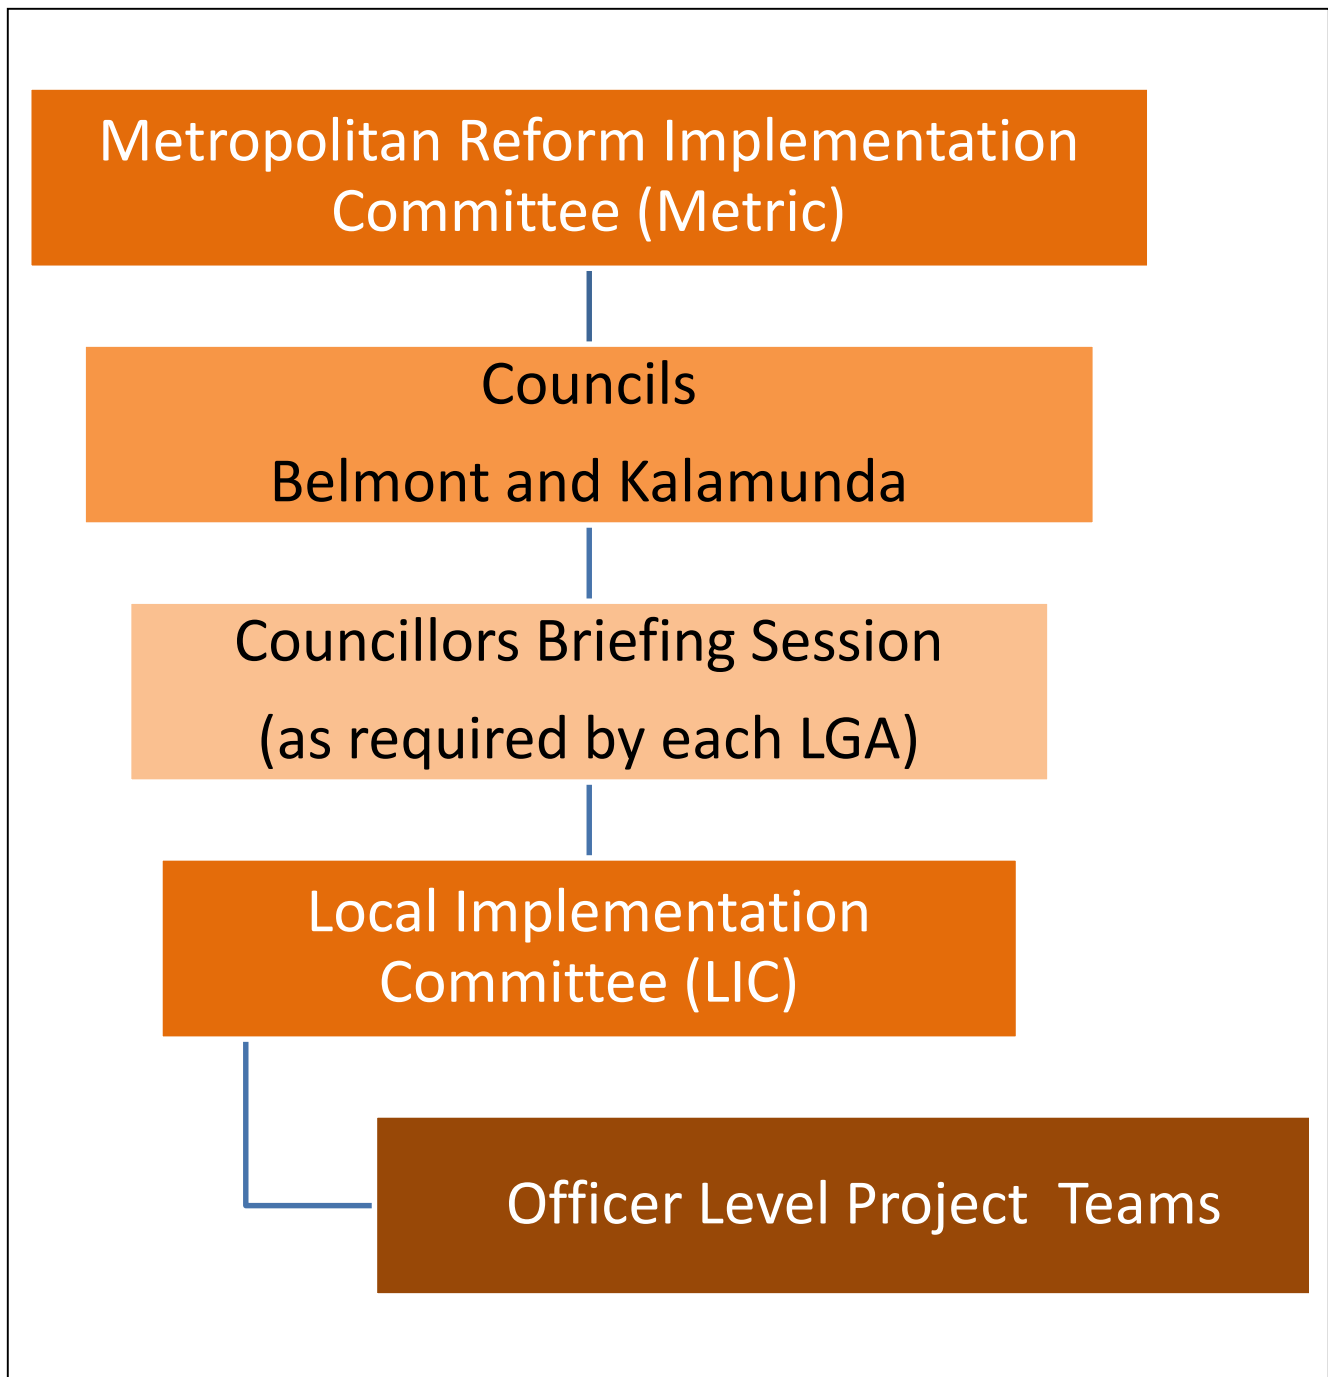 Metropolitan Reform Implementation
Committee (Metric)
Councils
Belmont and Kalamunda
Councillors Briefing Session
(as required by each LGA)
Local Implementation
Committee (LIC)
Officer Level Project  Teams